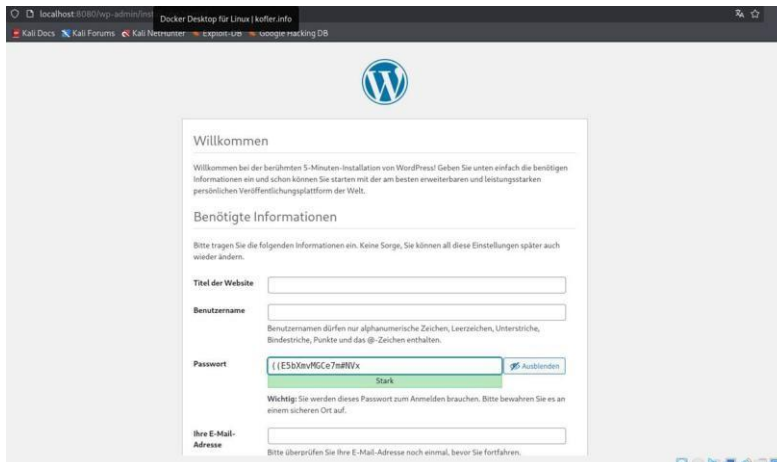 localhost:8080/wp-admin/inst
Docker Desktop für Linux | kofler.info
Kali Docs Kali Forums Kali NetHunter Exploit-DB Google Hacking DB
Willkommen
Willkommen bei der berühmten 5-Minuten-Installation von WordPress! Geben Sie unten einfach die benötigen
Informationen ein und schon können Sie starten mit der am besten erweiterbaren und leistungsstarken
persönlichen Veröffentlichungsplattform der Welt.
Benötigte Informationen
Bitte tragen Sie die folgenden Informationen ein. Keine Sorge, Sie können all diese Einstellungen später auch
wieder ändern.
Titel der Website
Benutzername
Benutzernamen dürfen nur alphanumerische Zeichen, Leerzeichen, Unterstriche,
Bindestriche, Punkte und das @-Zeichen enthalten.
Passwort
((E5bXmvMGCe7m#NVx
Ausblenden
Stark
Wichtig: Sie werden dieses Passwort zum Anmelden brauchen. Bitte bewahren Sie es an
einem sicheren Ort auf.
Ihre E-Mail-
Adresse
Bitte überprüfen Sie Ihre E-Mail-Adresse noch einmal, bevor Sie fortfahren.